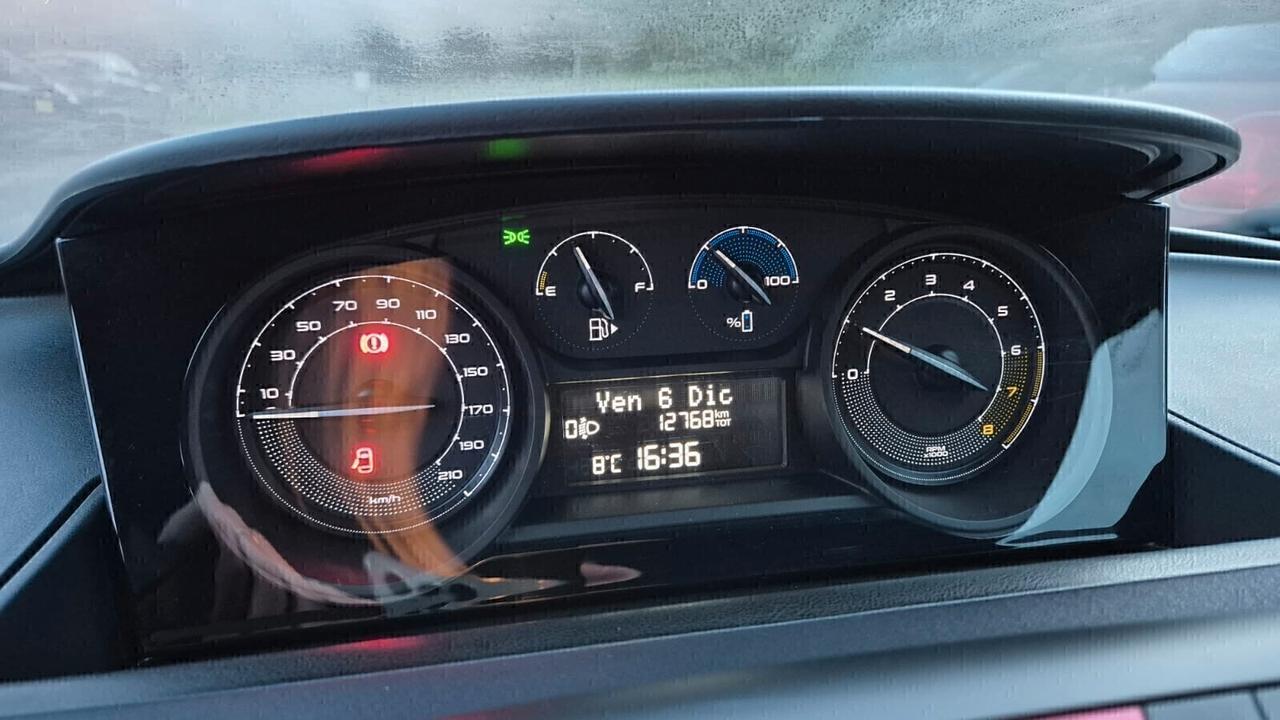 10 30 50 70 90 110 130 150 170 190 210
km/h
E F
0 100
%
Ven 6 Dic
0 12768 km TOT
8°C 16:36
0 2 3 4 5 6 7 8
RPM x1000